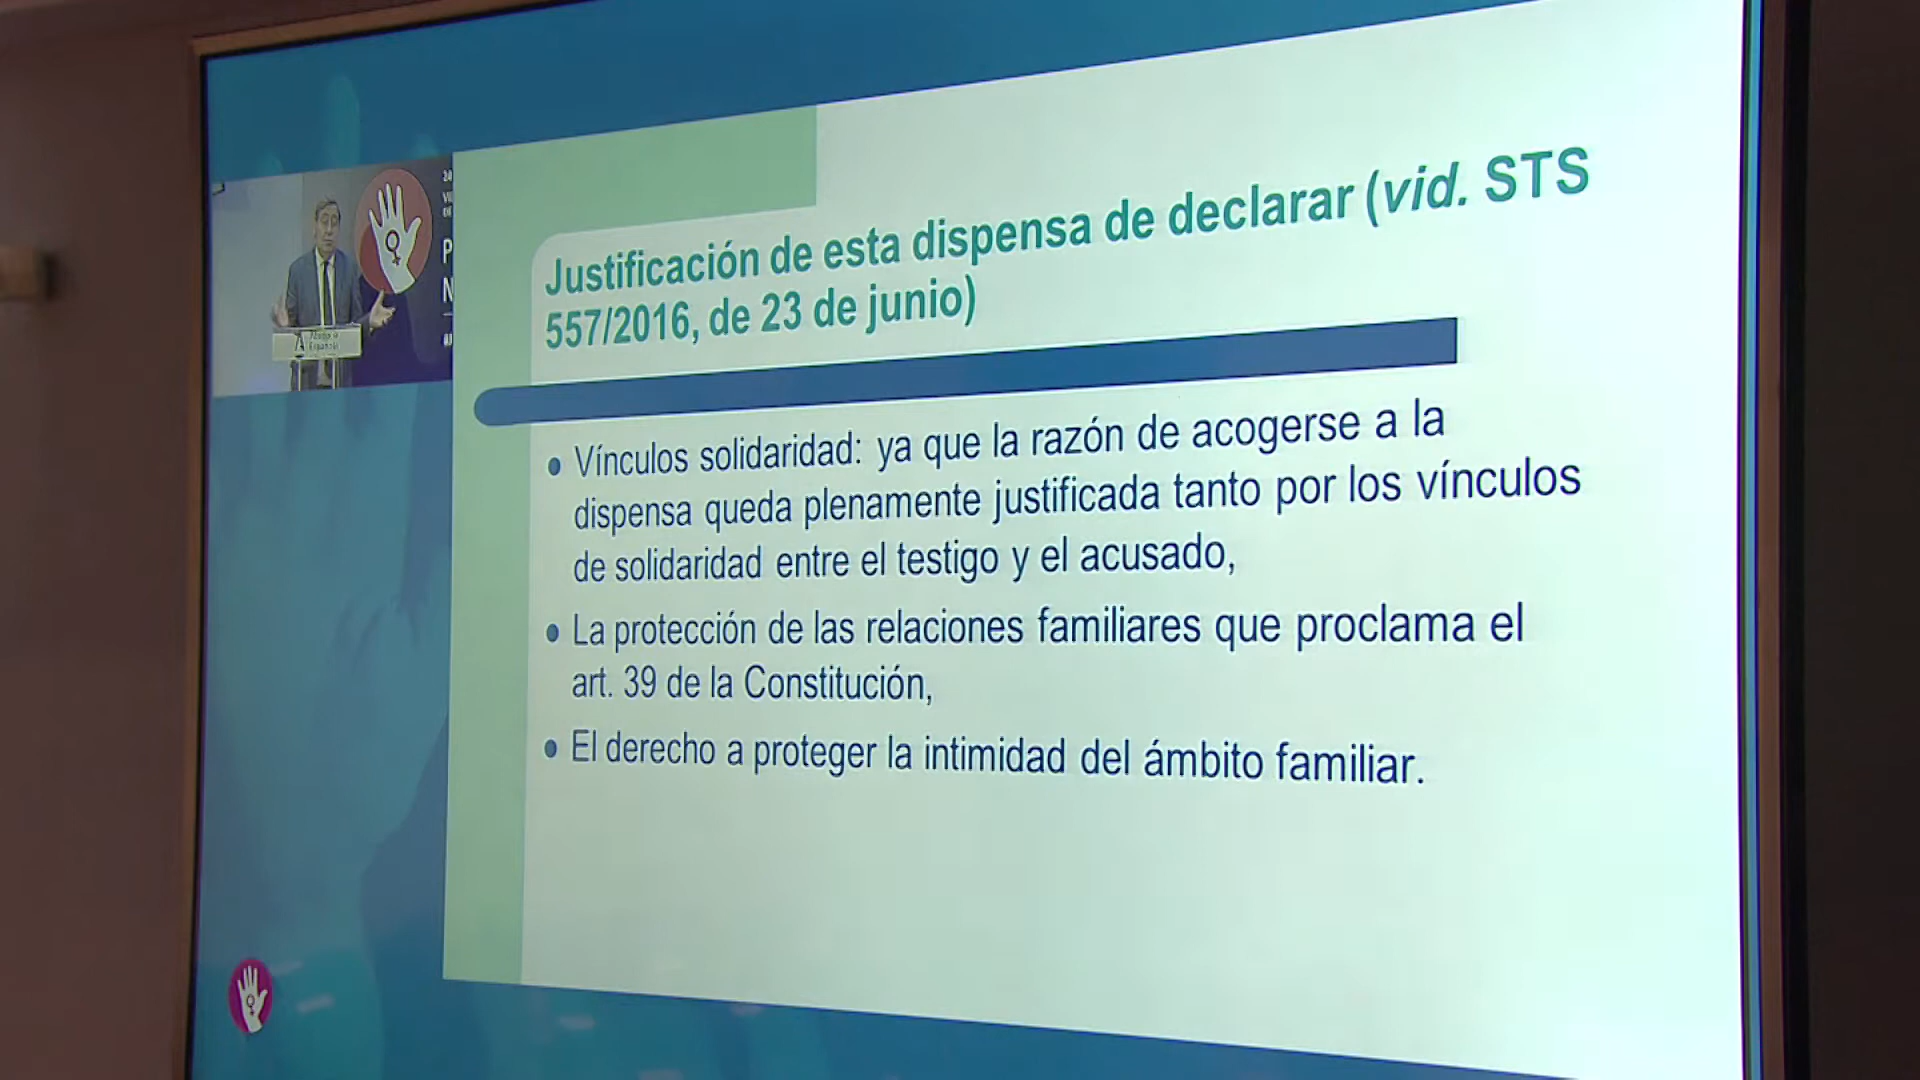 Justificación de esta dispensa de declarar (vid. STS
557/2016, de 23 de junio)
• Vínculos solidaridad: ya que la razón de acogerse a la
dispensa queda plenamente justificada tanto por los vínculos
de solidaridad entre el testigo y el acusado,
• La protección de las relaciones familiares que proclama el
art. 39 de la Constitución,
• El derecho a proteger la intimidad del ámbito familiar.